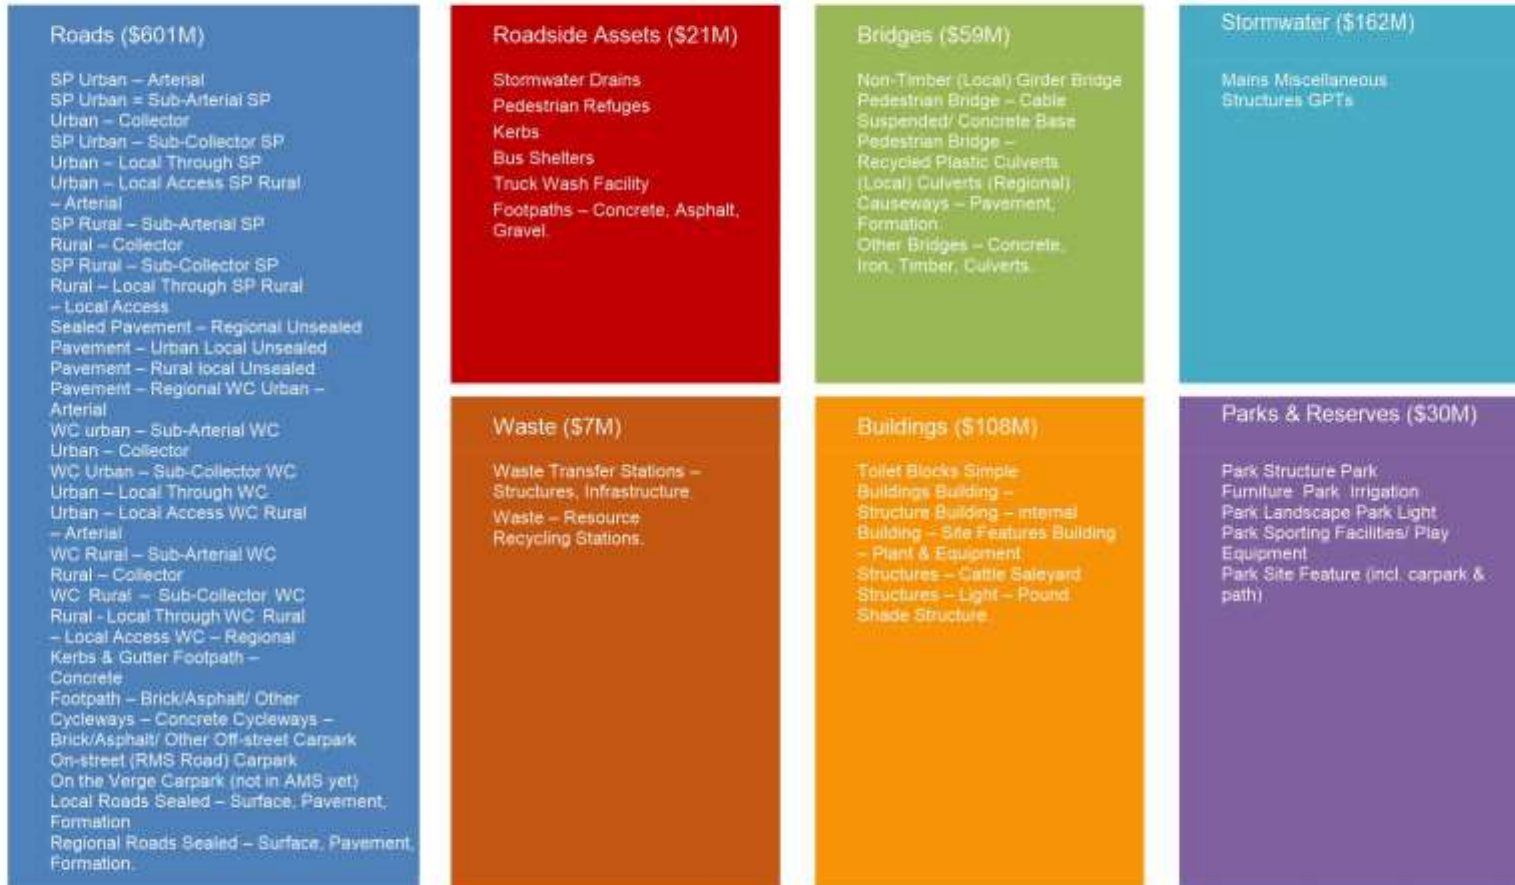 Roads ($601M)
SP Urban – Arterial
SP Urban = Sub-Arterial SP
Urban – Collector
SP Urban – Sub-Collector SP
Urban – Local Through SP
Urban – Local Access SP Rural
– Arterial
SP Rural – Sub-Arterial SP
Rural – Collector
SP Rural – Sub-Collector SP
Rural – Local Through SP Rural
– Local Access
Sealed Pavement – Regional Unsealed
Pavement – Urban Local Unsealed
Pavement – Rural local Unsealed
Pavement – Regional WC Urban –
Arterial
WC urban – Sub-Arterial WC
Urban – Collector
WC Urban – Sub-Collector WC
Urban – Local Through WC
Urban – Local Access WC Rural
– Arterial
WC Rural – Sub-Arterial WC
Rural – Collector
WC Rural – Sub-Collector WC
Rural - Local Through WC Rural
– Local Access WC – Regional
Kerbs & Gutter Footpath –
Concrete
Footpath – Brick/Asphalt/ Other
Cycleways – Concrete Cycleways –
Brick/Asphalt/ Other Off-street Carpark
On-street (RMS Road) Carpark
On the Verge Carpark (not in AMS yet)
Local Roads Sealed – Surface, Pavement,
Formation
Regional Roads Sealed – Surface, Pavement,
Formation.
Roadside Assets ($21M)
Stormwater Drains
Pedestrian Refuges
Kerbs
Bus Shelters
Truck Wash Facility
Footpaths – Concrete, Asphalt,
Gravel.
Bridges ($59M)
Non-Timber (Local) Girder Bridge
Pedestrian Bridge – Cable
Suspended/ Concrete Base
Pedestrian Bridge –
Recycled Plastic Culverts
(Local) Culverts (Regional)
Causeways – Pavement,
Formation.
Other Bridges – Concrete,
Iron, Timber, Culverts.
Stormwater ($162M)
Mains Miscellaneous
Structures GPTs
Waste ($7M)
Waste Transfer Stations –
Structures, Infrastructure.
Waste – Resource
Recycling Stations.
Buildings ($108M)
Toilet Blocks Simple
Buildings Building –
Structure Building – Internal
Building – Site Features Building
– Plant & Equipment
Structures – Cattle Saleyard
Structures – Light – Pound
Shade Structure
Parks & Reserves ($30M)
Park Structure Park
Furniture Park Irrigation
Park Landscape Park Light
Park Sporting Facilities/ Play
Equipment
Park Site Feature (incl. carpark &
path)